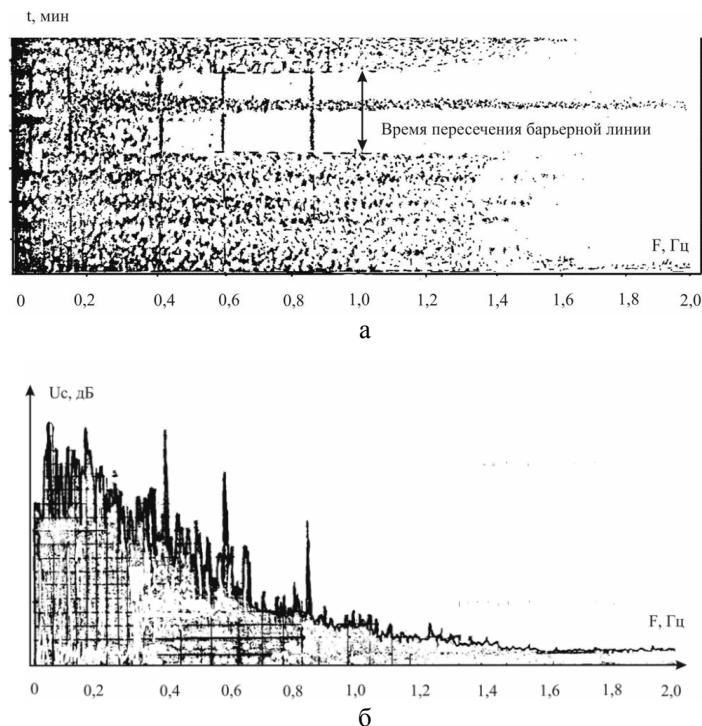 t, мин
Время пересечения барьерной линии
F, Гц
0 0,2 0,4 0,6 0,8 1,0 1,2 1,4 1,6 1,8 2,0
а
Uc, дБ
F, Гц
0 0,2 0,4 0,6 0,8 1,0 1,2 1,4 1,6 1,8 2,0
б